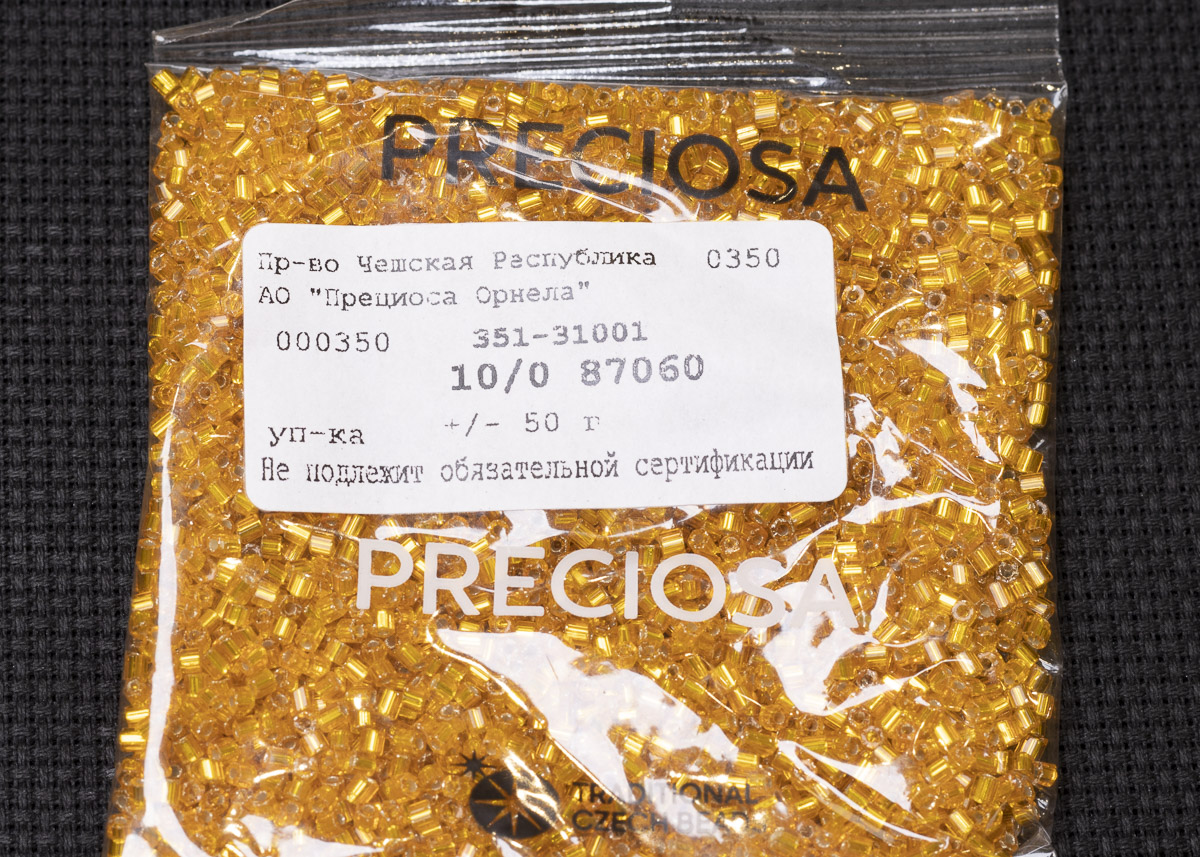 PRECIOSA
Пр-во Чешская Республика 0350
АО "Прециоса Орнела"
000350 351-31001
10/0 87060
уп-ка +/- 50 г
Не подлежит обязательной сертификации
PRECIOSA
TRADITIONAL
CZECH BEADS